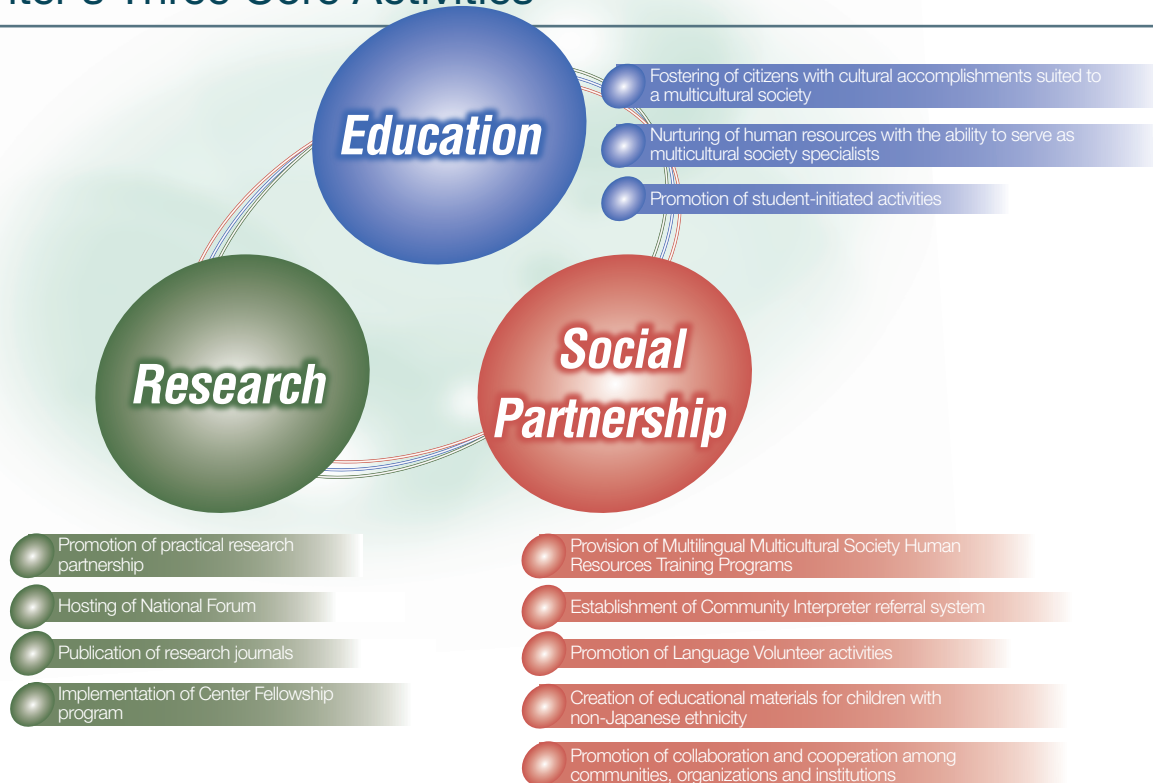 Three Core Activities
Education
Fostering of citizens with cultural accomplishments suited to
a multicultural society
Nurturing of human resources with the ability to serve as
multicultural society specialists
Promotion of student-initiated activities
Research
Social
Partnership
Promotion of practical research
partnership
Hosting of National Forum
Publication of research journals
Implementation of Center Fellowship
program
Provision of Multilingual Multicultural Society Human
Resources Training Programs
Establishment of Community Interpreter referral system
Promotion of Language Volunteer activities
Creation of educational materials for children with
non-Japanese ethnicity
Promotion of collaboration and cooperation among
communities, organizations and institutions